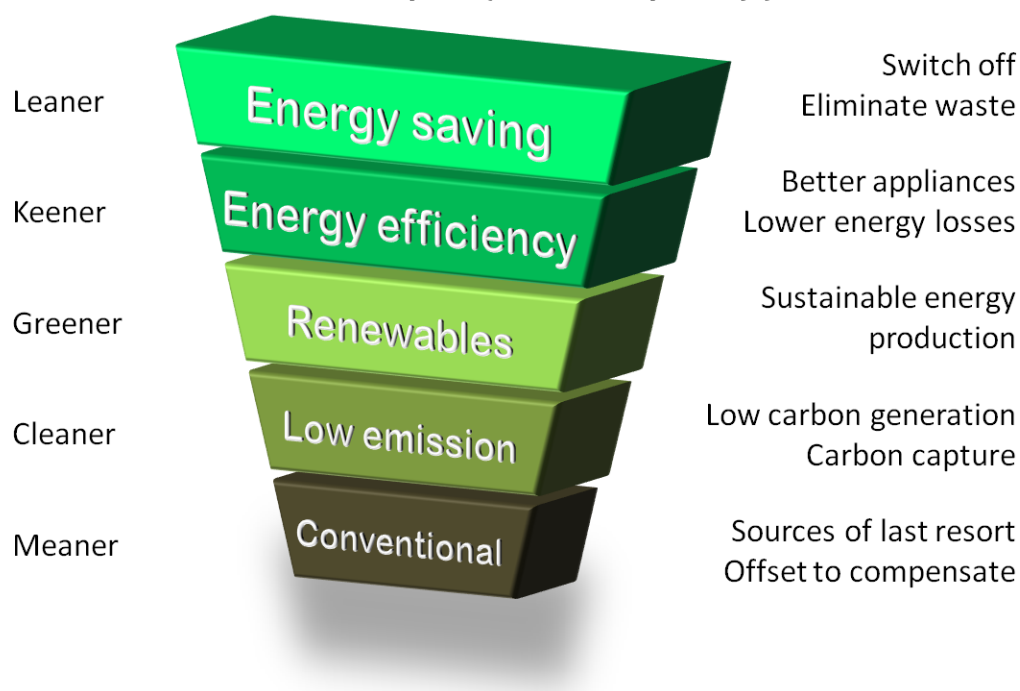 Leaner
Energy saving
Switch off
Eliminate waste
Keener
Energy efficiency
Better appliances
Lower energy losses
Greener
Renewables
Sustainable energy
production
Cleaner
Low emission
Low carbon generation
Carbon capture
Meaner
Conventional
Sources of last resort
Offset to compensate